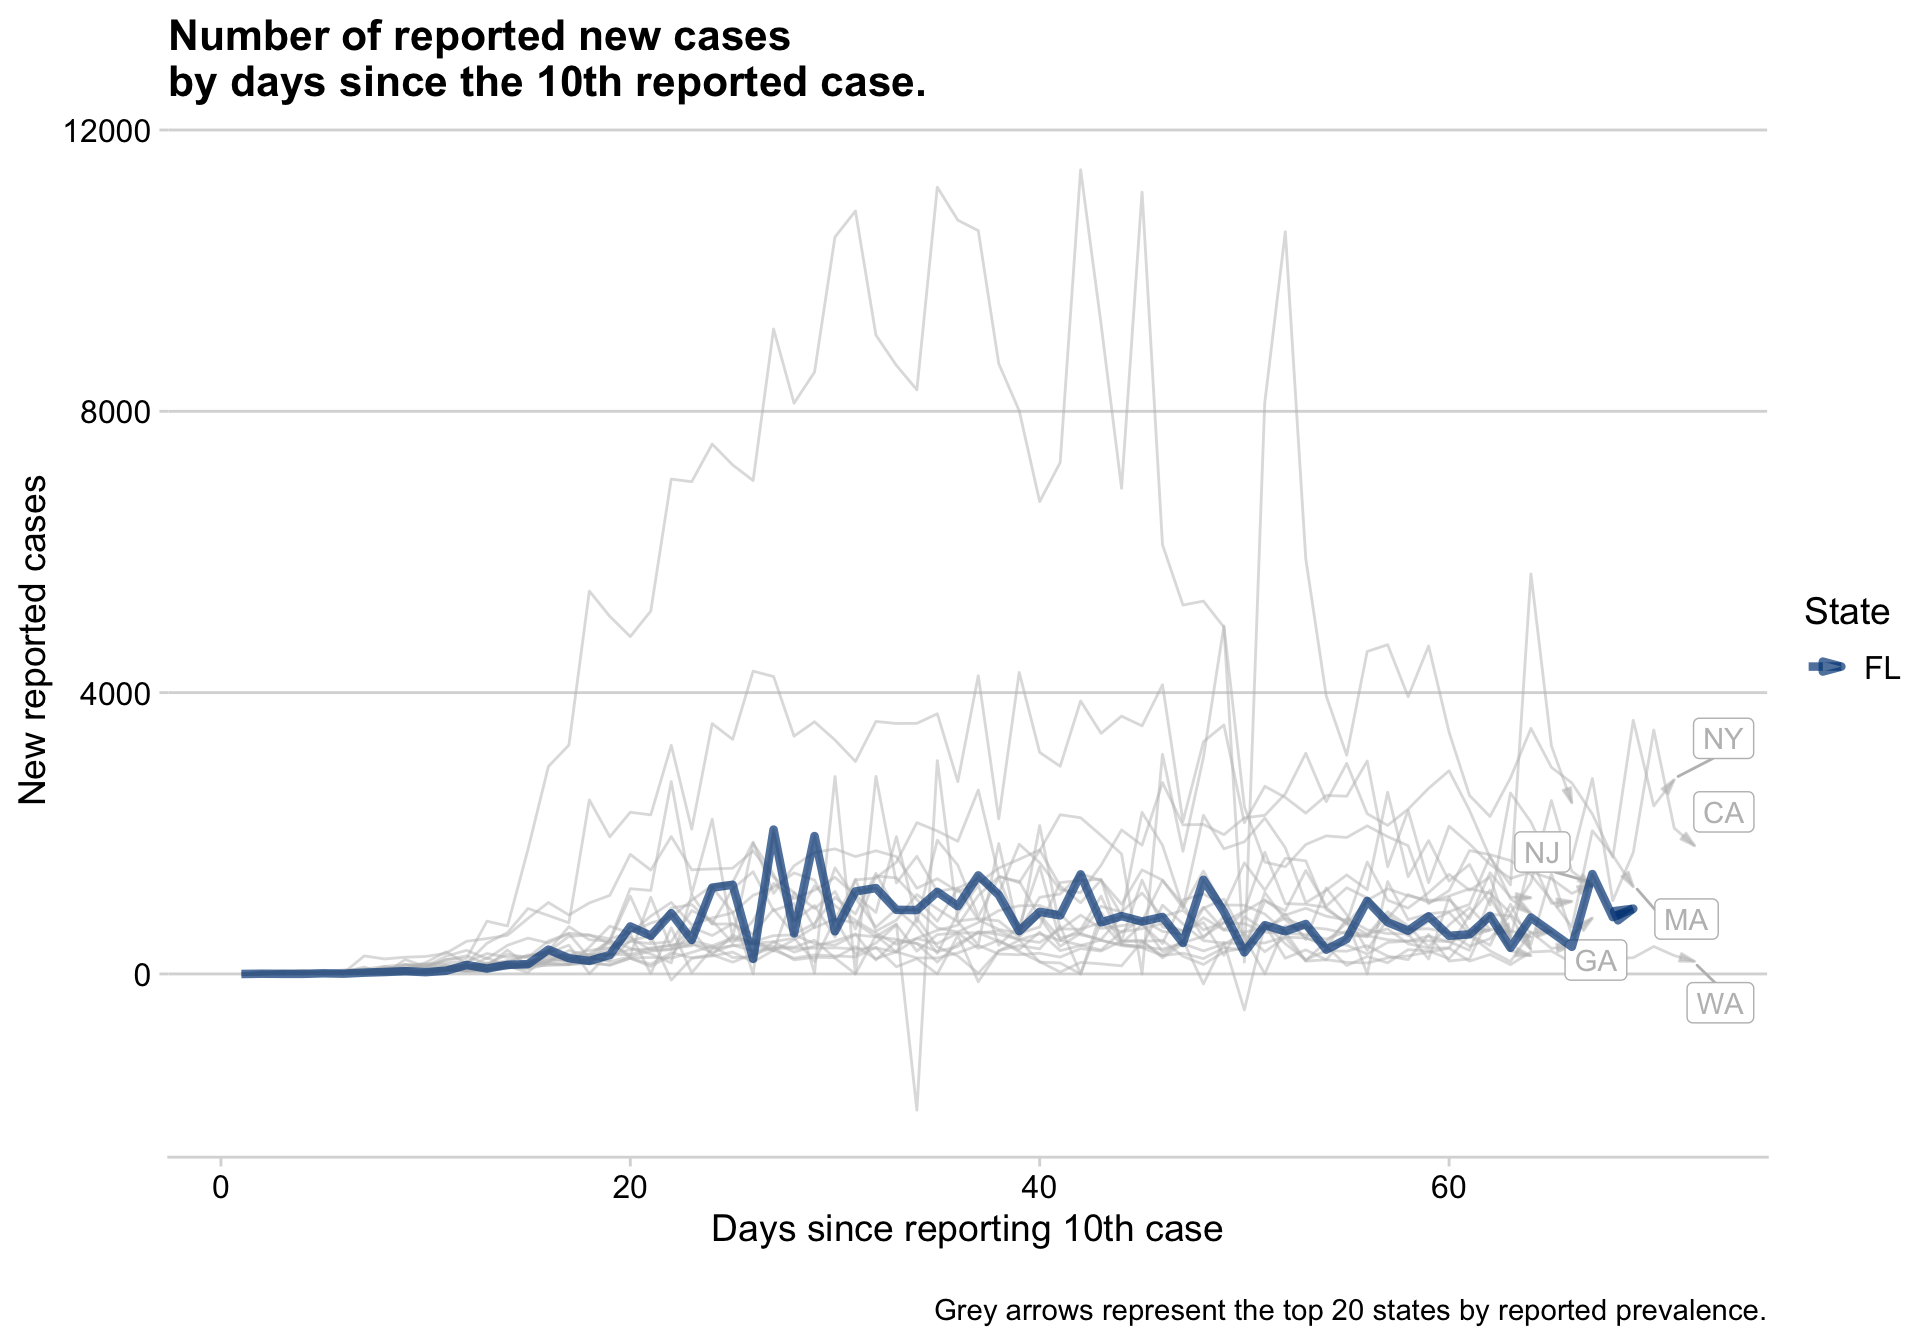 Number of reported new cases
by days since the 10th reported case.
12000
8000
4000
0
New reported cases
0
20
40
60
Days since reporting 10th case
State
FL
NY
CA
NJ
MA
GA
WA
Grey arrows represent the top 20 states by reported prevalence.